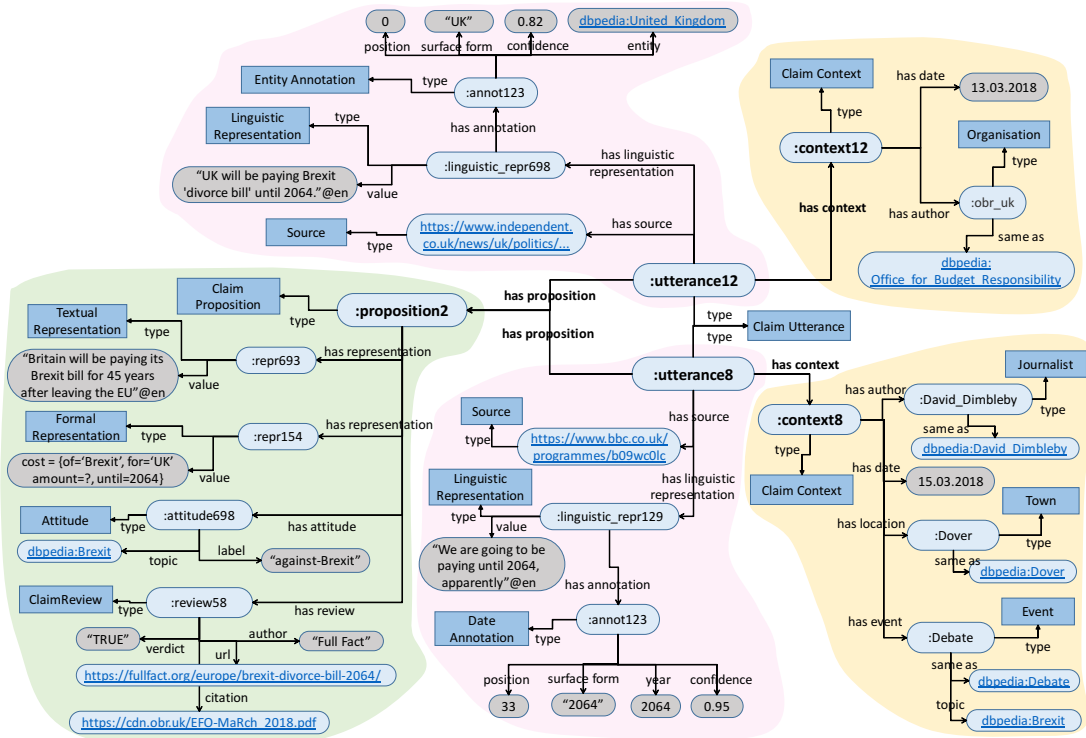 0
“UK”
0.82
dbpedia:United_Kingdom
position
surface form
confidence
entity
Entity Annotation
type
:annot123
Linguistic
Representation
type
has annotation
:linguistic_repr698
has linguistic
representation
“UK will be paying Brexit
'divorce bill' until 2064.”@en
value
Source
type
https://www.independent.
co.uk/news/uk/politics/...
has source
:utterance12
Claim Context
type
has date
13.03.2018
:context12
Organisation
type
has context
has author
:obr_uk
same as
dbpedia:
Office_for_Budget_Responsibility
has proposition
has proposition
type
type
Claim Utterance
:utterance8
Claim
Proposition
type
:proposition2
Textual
Representation
type
has representation
:repr693
“Britain will be paying its
Brexit bill for 45 years
after leaving the EU”@en
value
Formal
Representation
type
has representation
:repr154
cost = {of=‘Brexit’, for=‘UK’
amount=?, until=2064}
value
Attitude
type
:attitude698
has attitude
dbpedia:Brexit
topic
label
“against-Brexit”
ClaimReview
type
:review58
has review
“TRUE”
verdict
author
“Full Fact”
url
https://fullfact.org/europe/brexit-divorce-bill-2064/
citation
https://cdn.obr.uk/EFO-MaRch_2018.pdf
Source
type
has source
https://www.bbc.co.uk/
programmes/b09wc0lc
Linguistic
Representation
type
has linguistic
representation
:linguistic_repr129
value
“We are going to be
paying until 2064,
apparently”@en
has annotation
Date
Annotation
type
:annot123
position
surface form
year
confidence
33
“2064”
2064
0.95
has context
:context8
type
Claim Context
has author
:David_Dimbleby
Journalist
type
same as
dbpedia:David_Dimbleby
has date
15.03.2018
has location
:Dover
Town
type
same as
dbpedia:Dover
has event
:Debate
Event
type
same as
dbpedia:Debate
topic
dbpedia:Brexit